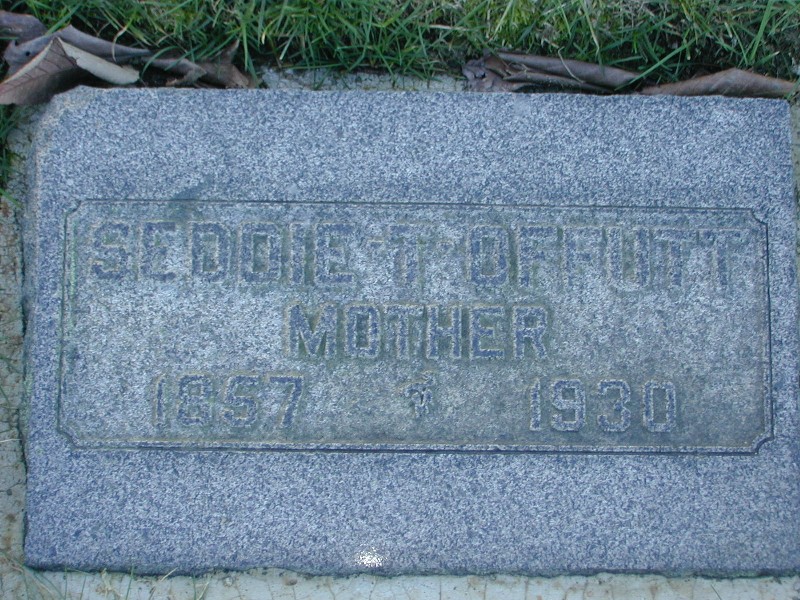 SEDDIE · T · OFFUTT
MOTHER
1857 1930